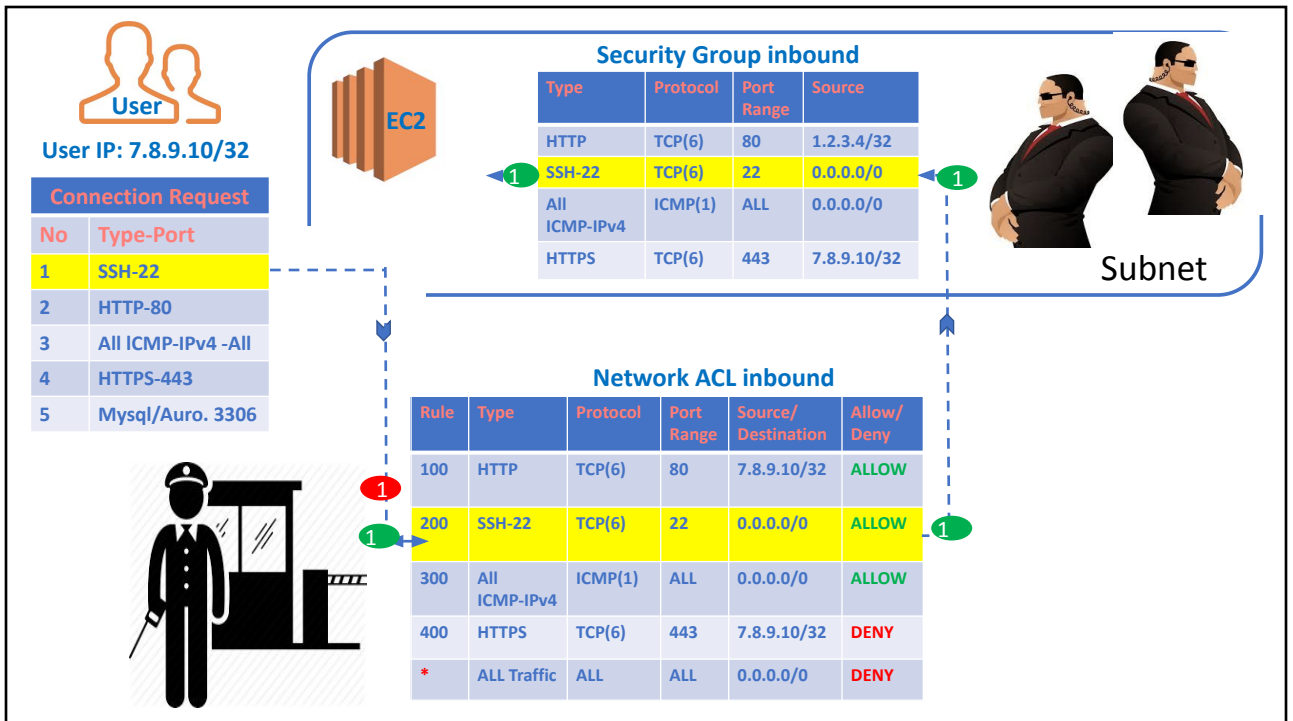 User
User IP: 7.8.9.10/32
Connection Request
No Type-Port
1 SSH-22
2 HTTP-80
3 All ICMP-IPv4 -All
4 HTTPS-443
5 Mysql/Auro. 3306
EC2
Security Group inbound
Type Protocol Port Source
Range
HTTP TCP(6) 80 1.2.3.4/32
1 SSH-22 TCP(6) 22 0.0.0.0/0 1
All ICMP(1) ALL 0.0.0.0/0
ICMP-IPv4
HTTPS TCP(6) 443 7.8.9.10/32
Subnet
Network ACL inbound
Rule Type Protocol Port Source/ Allow/
Range Destination Deny
100 HTTP TCP(6) 80 7.8.9.10/32 ALLOW
1
200 SSH-22 TCP(6) 22 0.0.0.0/0 ALLOW
1 1
300 All ICMP(1) ALL 0.0.0.0/0 ALLOW
ICMP-IPv4
400 HTTPS TCP(6) 443 7.8.9.10/32 DENY
* ALL Traffic ALL ALL 0.0.0.0/0 DENY